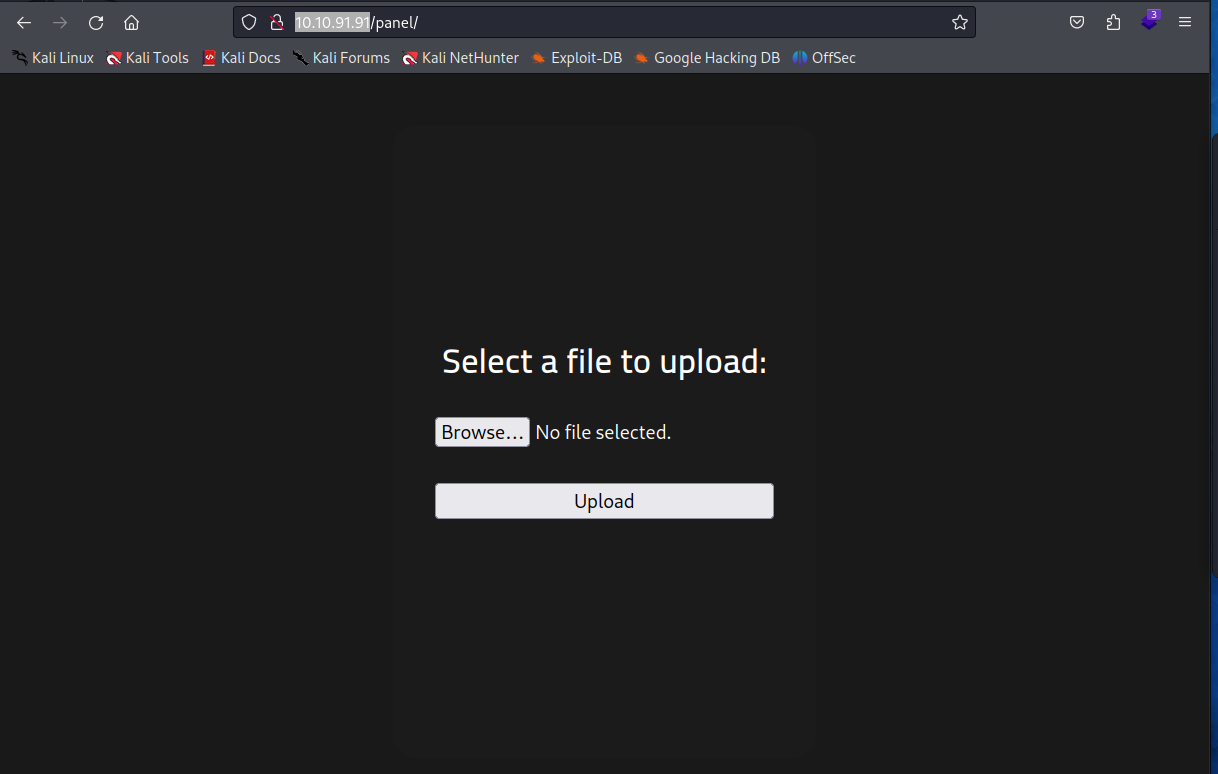 10.10.91.91/panel/
3
Kali Linux Kali Tools Kali Docs Kali Forums Kali NetHunter Exploit-DB Google Hacking DB OffSec
Select a file to upload:
Browse... No file selected.
Upload